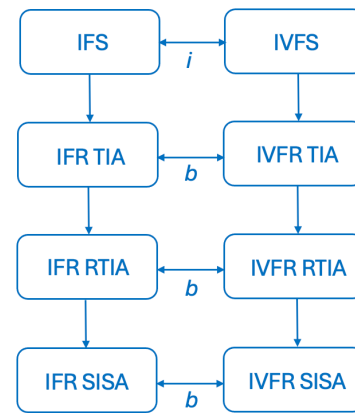 IFS
IVFS
i
IFR TIA
IVFR TIA
b
IFR RTIA
IVFR RTIA
b
IFR SISA
IVFR SISA
b